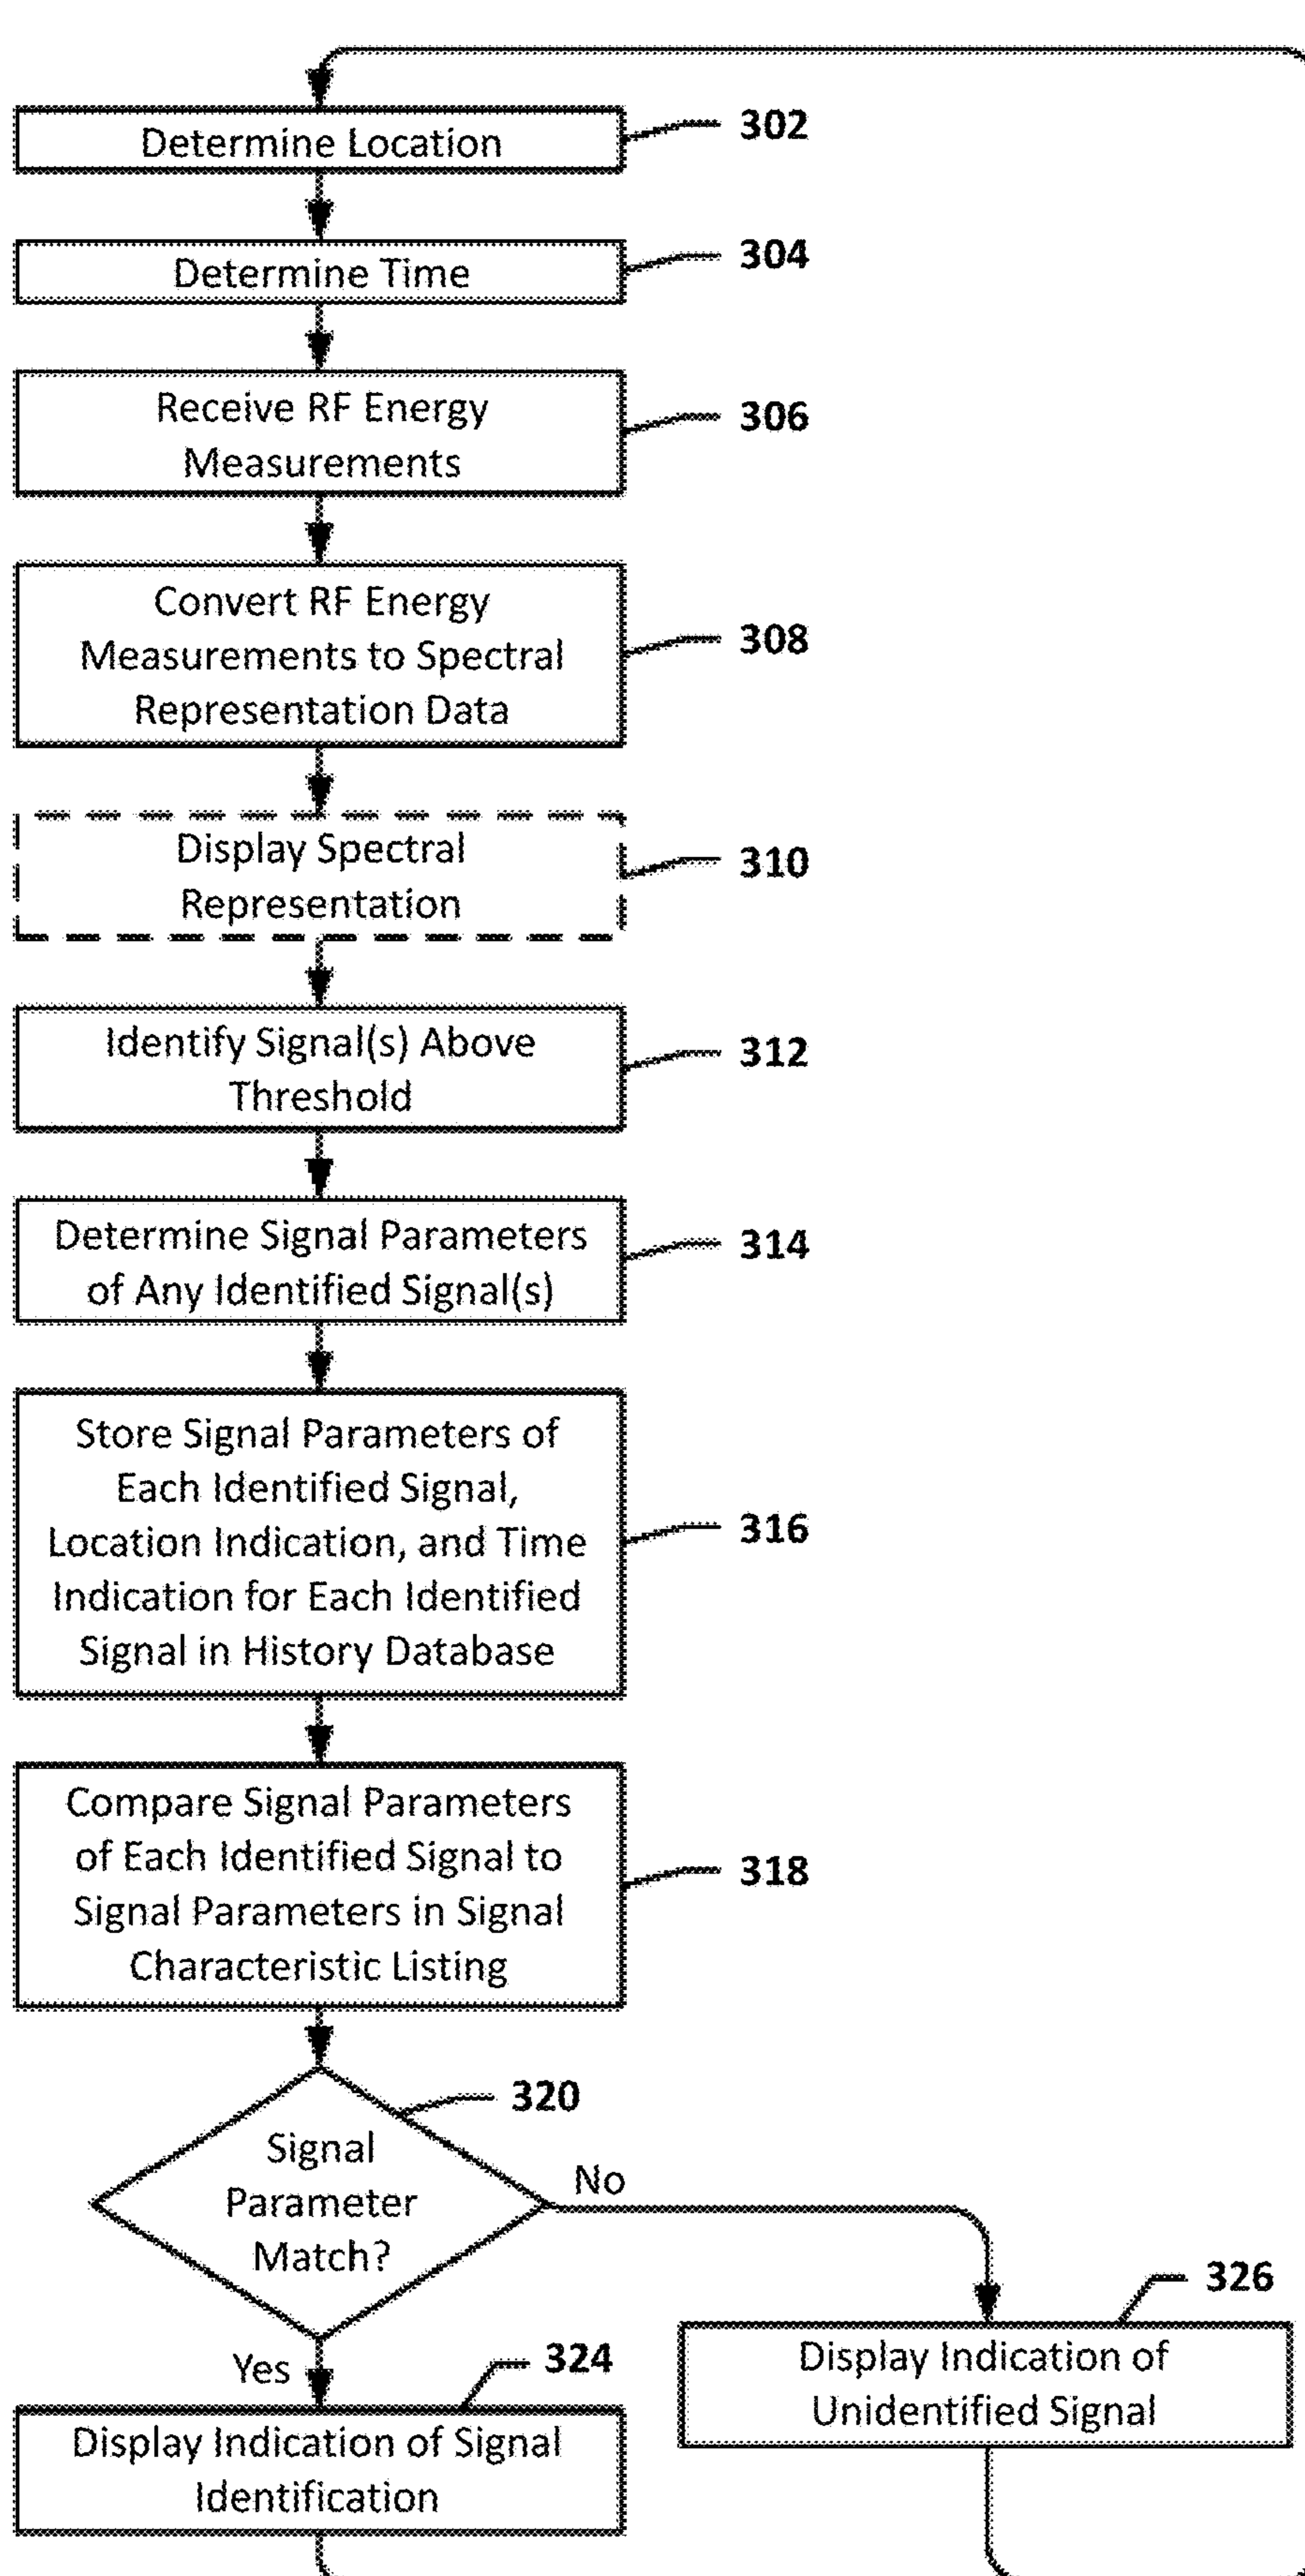 Determine Location
302
Determine Time
304
Receive RF Energy
Measurements
306
Convert RF Energy
Measurements to Spectral
Representation Data
308
Display Spectral
Representation
310
Identify Signal(s) Above
Threshold
312
Determine Signal Parameters
of Any Identified Signal(s)
314
Store Signal Parameters of
Each Identified Signal,
Location Indication, and Time
Indication for Each Identified
Signal in History Database
316
Compare Signal Parameters
of Each Identified Signal to
Signal Parameters in Signal
Characteristic Listing
318
320
Signal
Parameter
Match?
No
Yes
324
Display Indication of Signal
Identification
326
Display Indication of
Unidentified Signal